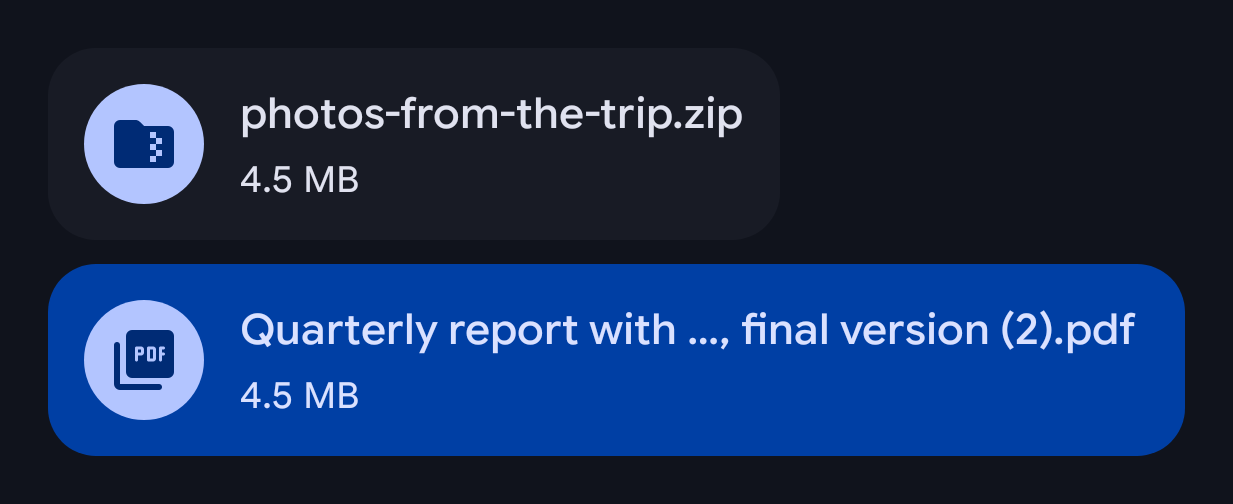 photos-from-the-trip.zip
4.5 MB
PDF
Quarterly report with ..., final version (2).pdf
4.5 MB